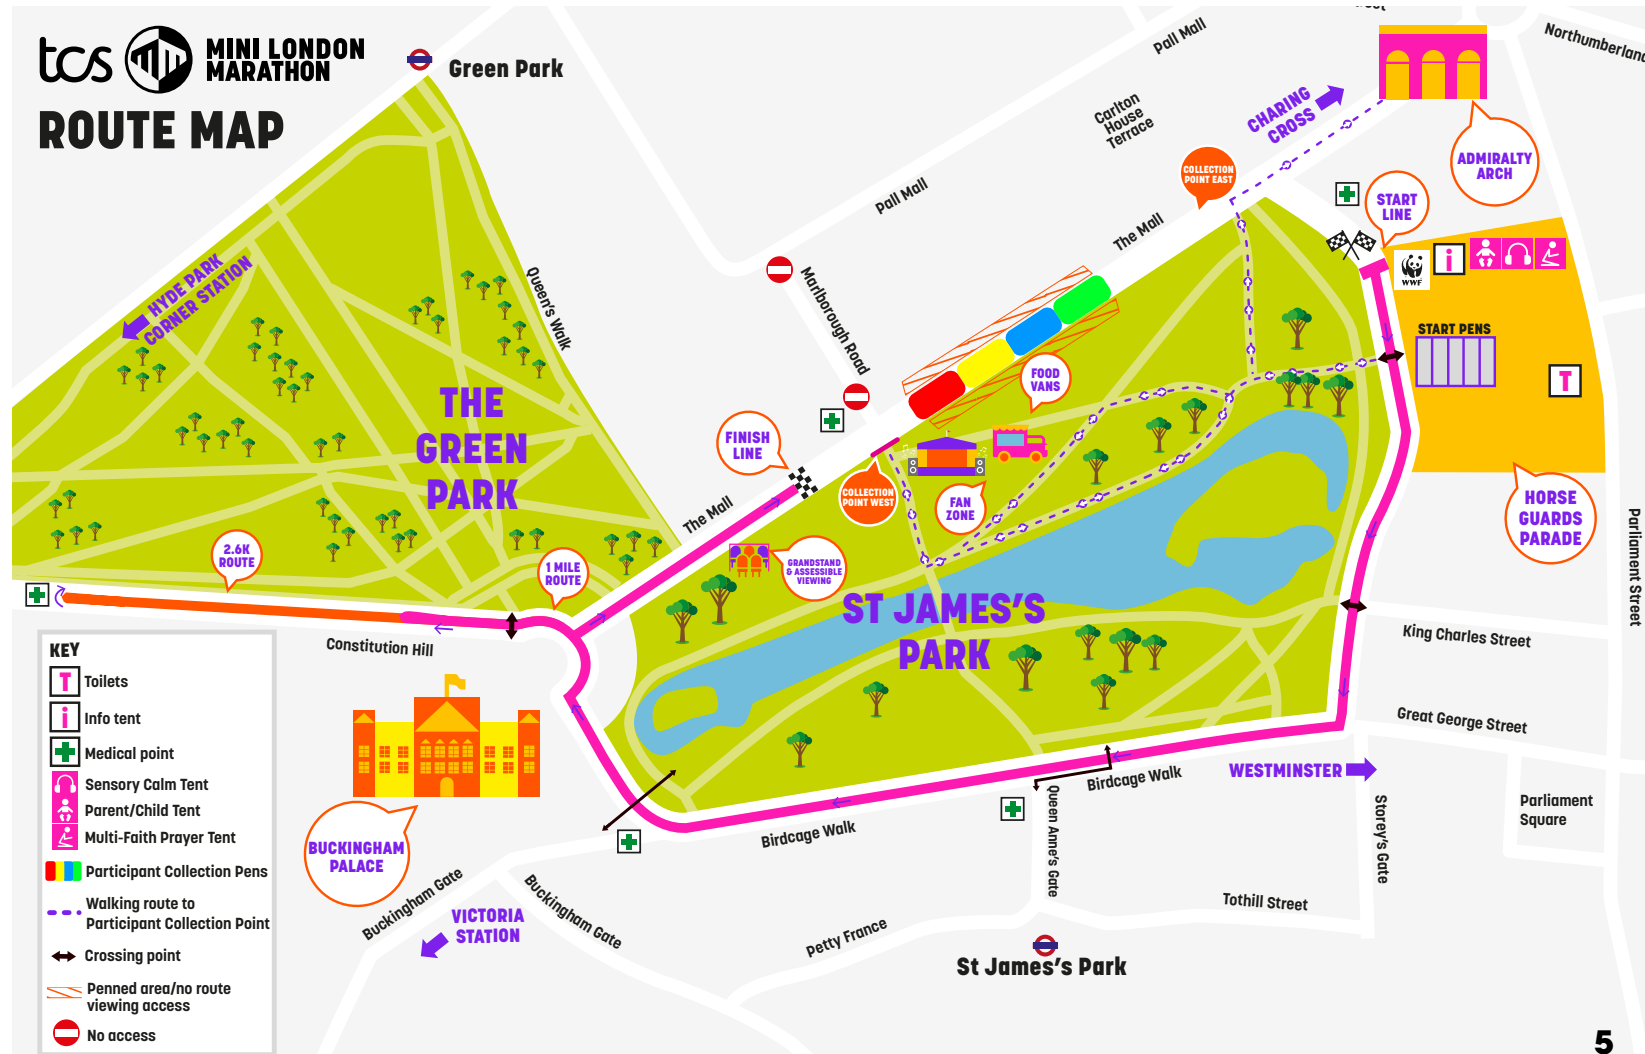 tcs
MINI LONDON
MARATHON
ROUTE MAP
Green Park
Pall Mall
Northumberland
CHARING
CROSS
Carlton
House
Terrace
ADMIRALTY
ARCH
COLLECTION
POINT EAST
START
LINE
Pall Mall
The Mall
HYDE PARK
CORNER STATION
Queen's Walk
Marlborough Road
WWF
i
START PENS
T
FOOD
VANS
THE
GREEN
PARK
FINISH
LINE
COLLECTION
POINT WEST
FAN
ZONE
HORSE
GUARDS
PARADE
The Mall
Parliament Street
2.6K
ROUTE
1 MILE
ROUTE
GRANDSTAND
& ACCESSIBLE
VIEWING
ST JAMES'S
PARK
Constitution Hill
King Charles Street
Great George Street
WESTMINSTER
Birdcage Walk
Birdcage Walk
Queen Anne's Gate
Storey's Gate
Parliament
Square
BUCKINGHAM
PALACE
Buckingham Gate
Buckingham Gate
VICTORIA
STATION
Petty France
Tothill Street
St James's Park
KEY
T Toilets
i Info tent
Medical point
Sensory Calm Tent
Parent/Child Tent
Multi-Faith Prayer Tent
Participant Collection Pens
Walking route to
Participant Collection Point
Crossing point
Penned area/no route
viewing access
No access
5